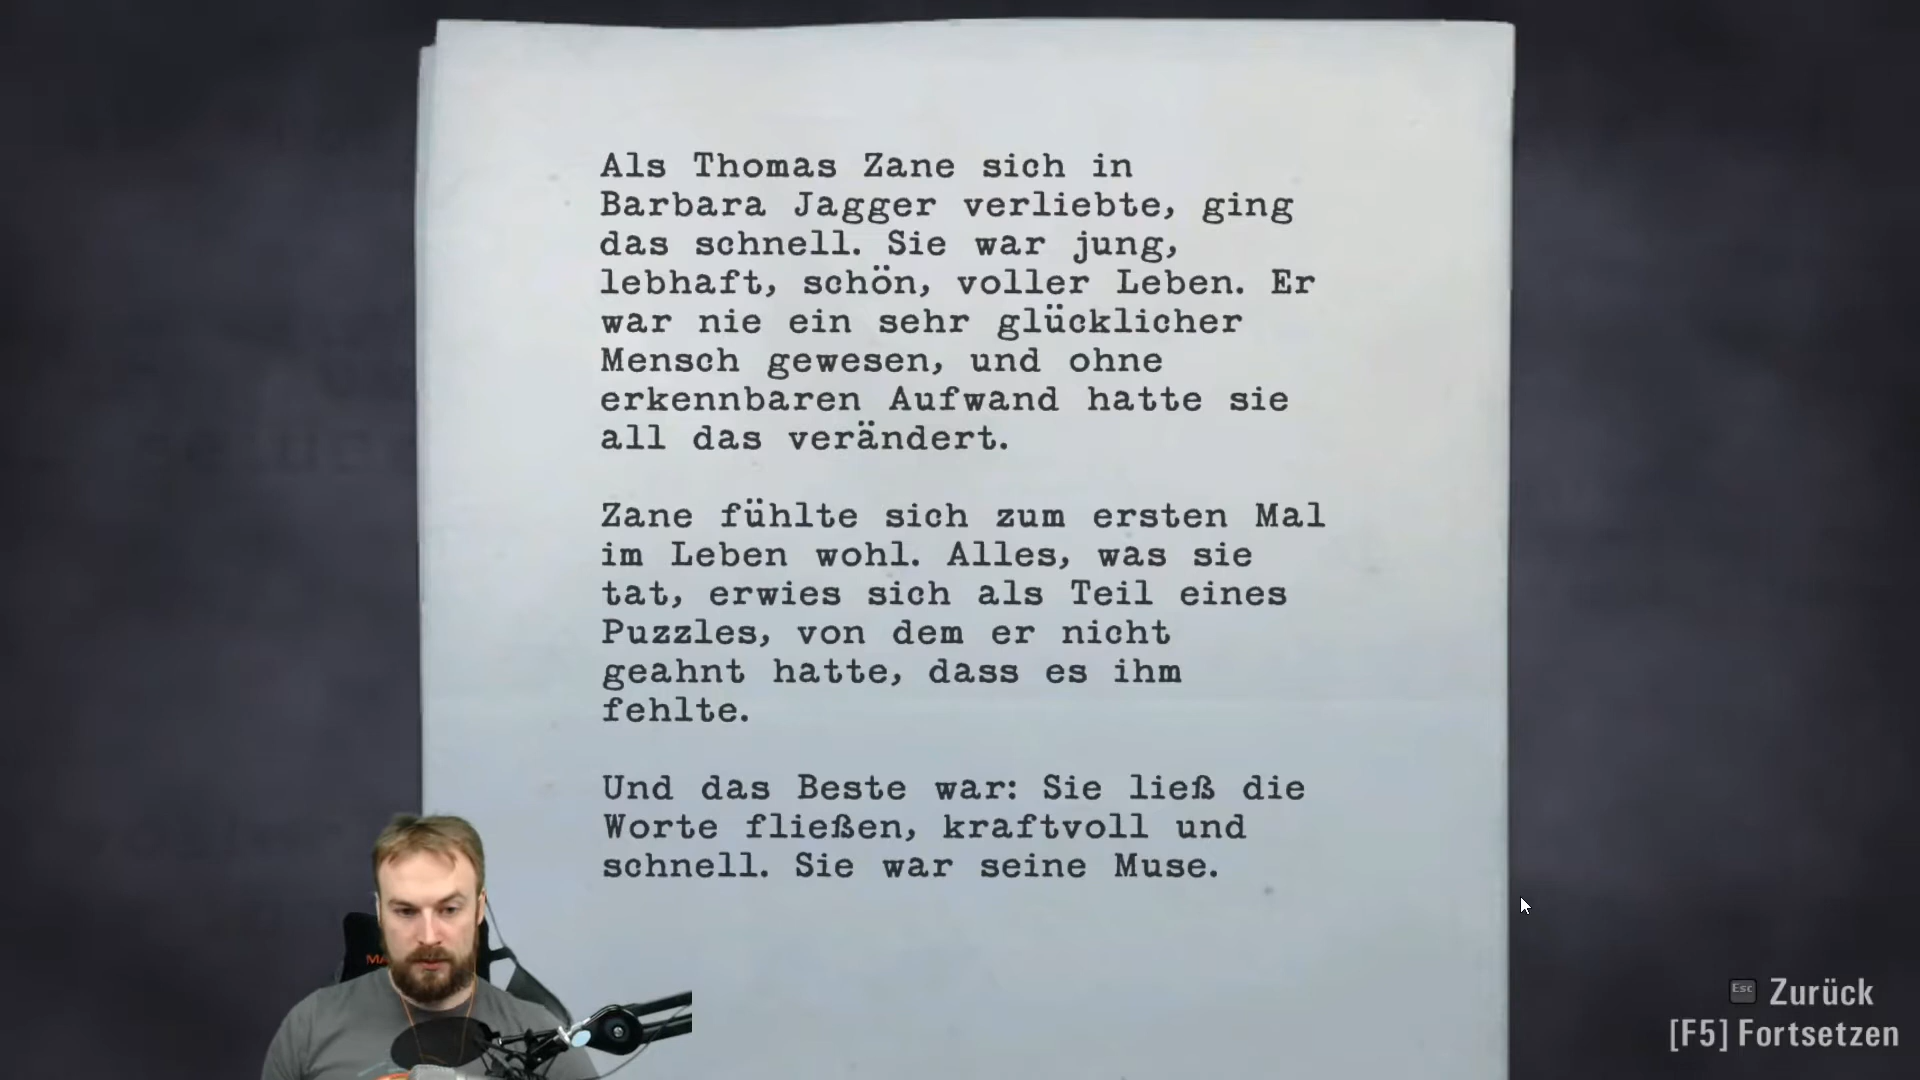 Als Thomas Zane sich in
Barbara Jagger verliebte, ging
das schnell. Sie war jung,
lebhaft, schön, voller Leben. Er
war nie ein sehr glücklicher
Mensch gewesen, und ohne
erkennbaren Aufwand hatte sie
all das verändert.
Zane fühlte sich zum ersten Mal
im Leben wohl. Alles, was sie
tat, erwies sich als Teil eines
Puzzles, von dem er nicht
geahnt hatte, dass es ihm
fehlte.
Und das Beste war: Sie ließ die
Worte fließen, kraftvoll und
schnell. Sie war seine Muse.
Esc Zurück
[F5] Fortsetzen